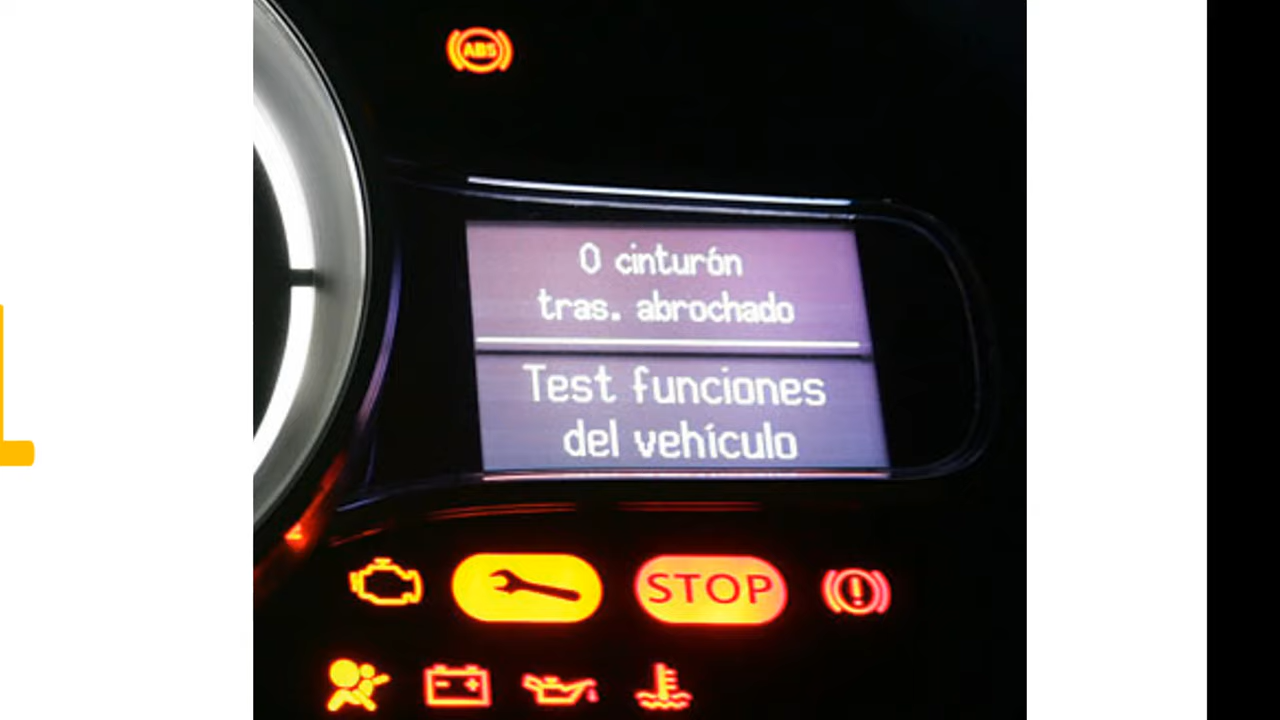 ABS
0 cinturón
tras. abrochado
Test funciones
del vehículo
STOP